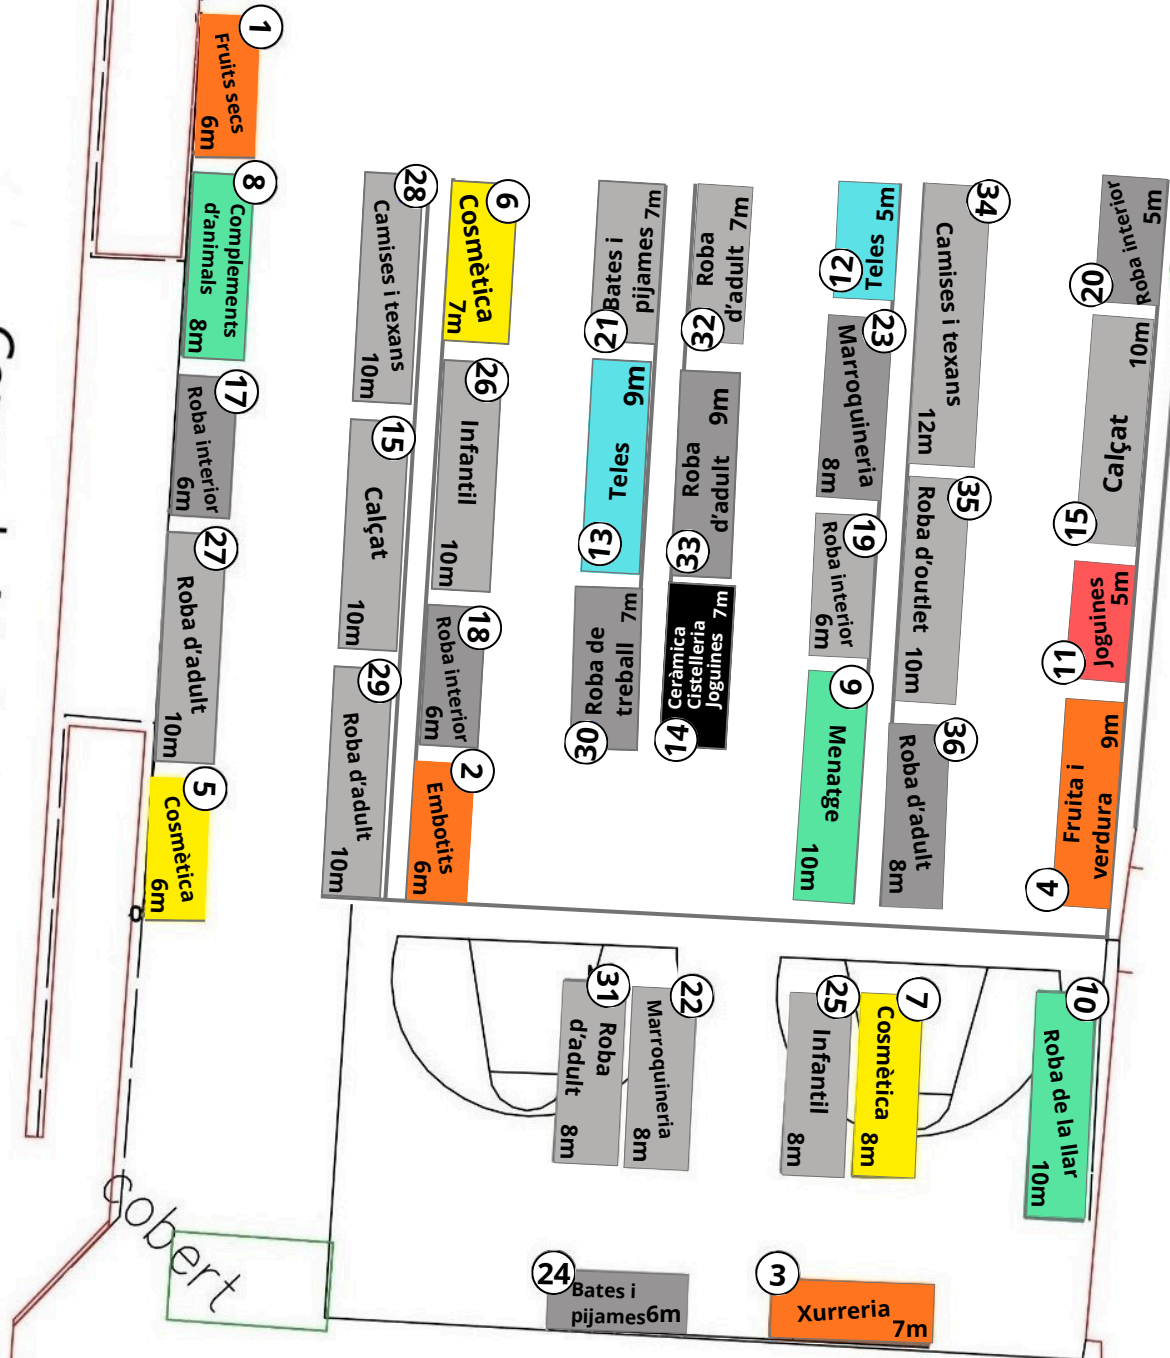 1
Fruits secs
6m
8
Complements
d'animals
8m
17
Roba interior
6m
27
Roba d'adult
10m
5
Cosmètica
6m
28
Camises i texans
10m
15
Calçat
10m
29
Roba d'adult
10m
6
Cosmètica
7m
26
Infantil
10m
18
Roba interior
6m
2
Embotits
6m
21
Bates i
pijames 7m
13
Teles 9m
30
Roba de
treball 7m
32
Roba
d'adult 7m
33
Roba
d'adult 9m
14
Ceràmica
Cistelleria
Joguines 7m
12
Teles 5m
23
Marroquineria
8m
19
Roba interior
6m
9
Menatge
10m
34
Camises i texans
12m
35
Roba d'outlet
10m
36
Roba d'adult
8m
20
Roba interior
5m
15
Calçat
10m
11
Joguines
5m
4
Fruita i
verdura
9m
31
Roba
d'adult
8m
22
Marroquineria
8m
25
Infantil
8m
7
Cosmètica
8m
10
Roba de la llar
10m
24
Bates i
pijames 6m
3
Xurreria
7m
cobert